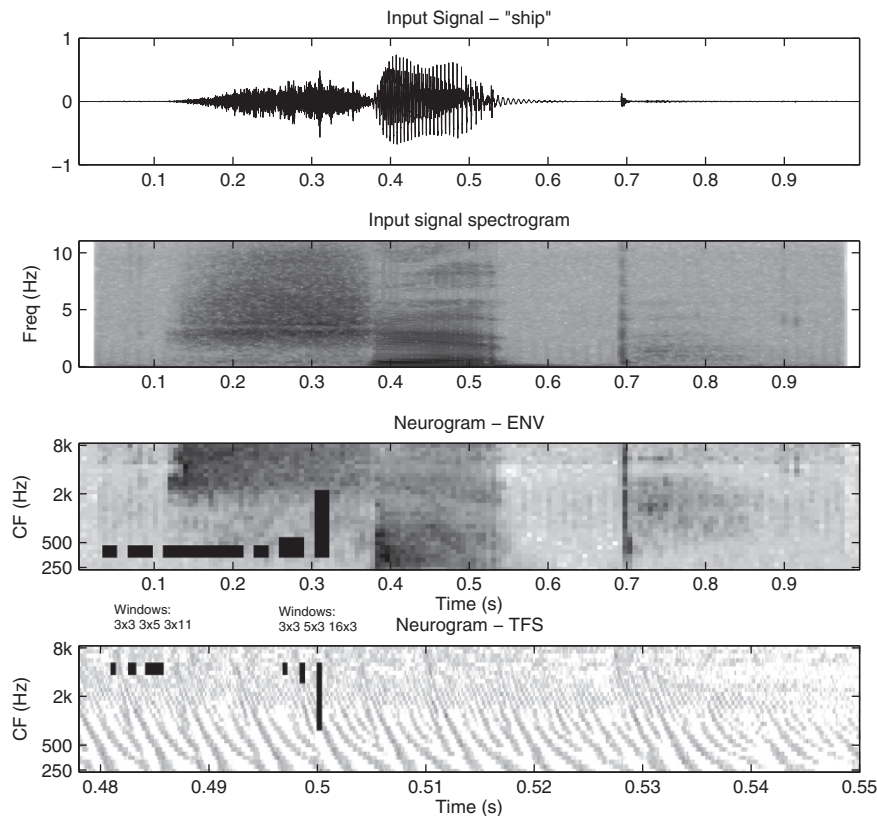 Input Signal – "ship"
1
0
−1
0.1 0.2 0.3 0.4 0.5 0.6 0.7 0.8 0.9
Input signal spectrogram
Freq (Hz)
10
5
0
0.1 0.2 0.3 0.4 0.5 0.6 0.7 0.8 0.9
Neurogram – ENV
CF (Hz)
8k
2k
500
250
0.1 0.2 0.3 0.4 0.5 0.6 0.7 0.8 0.9
Time (s)
Windows:
3x3 3x5 3x11
Windows:
3x3 5x3 16x3
Neurogram – TFS
CF (Hz)
8k
2k
500
250
0.48 0.49 0.5 0.51 0.52 0.53 0.54 0.55
Time (s)